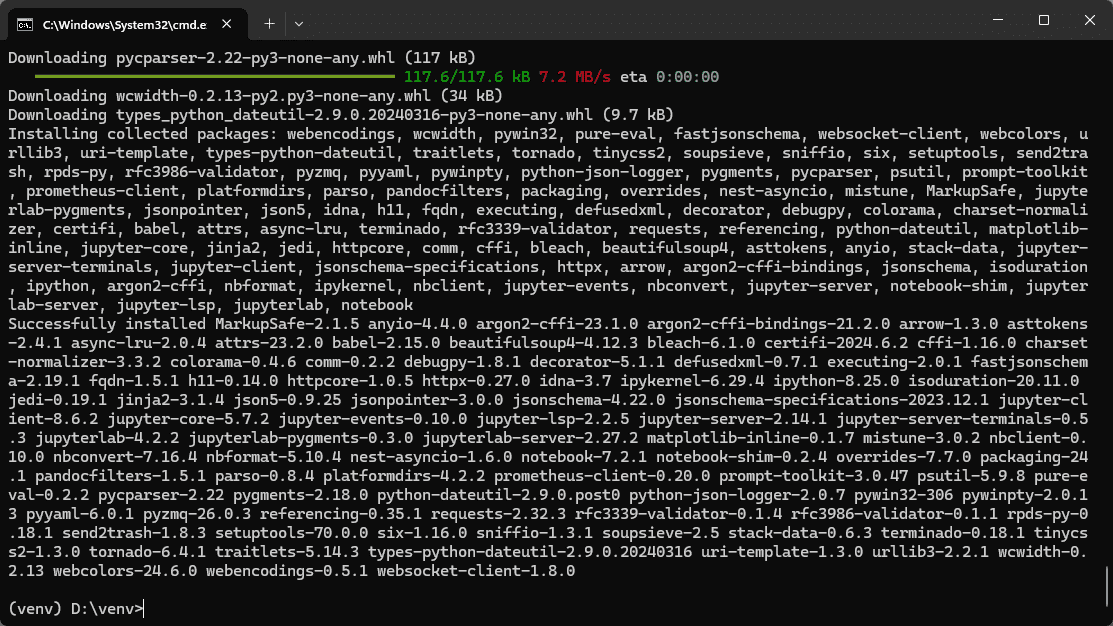 C:\Windows\System32\cmd.e
Downloading pycparser-2.22-py3-none-any.whl (117 kB)
117.6/117.6 kB 7.2 MB/s eta 0:00:00
Downloading wcwidth-0.2.13-py2.py3-none-any.whl (34 kB)
Downloading types_python_dateutil-2.9.0.20240316-py3-none-any.whl (9.7 kB)
Installing collected packages: webencodings, wcwidth, pywin32, pure-eval, fastjsonschema, websocket-client, webcolors, u
rllib3, uri-template, types-python-dateutil, traitlets, tornado, tinycss2, soupsieve, sniffio, six, setuptools, send2tra
sh, rpds-py, rfc3986-validator, pyzmq, pyyaml, pywinpty, python-json-logger, pygments, pycparser, psutil, prompt-toolkit
, prometheus-client, platformdirs, parso, pandocfilters, packaging, overrides, nest-asyncio, mistune, MarkupSafe, jupyte
rlab-pygments, jsonpointer, json5, idna, h11, fqdn, executing, defusedxml, decorator, debugpy, colorama, charset-normali
zer, certifi, babel, attrs, async-lru, terminado, rfc3339-validator, requests, referencing, python-dateutil, matplotlib-
inline, jupyter-core, jinja2, jedi, httpcore, comm, cffi, bleach, beautifulsoup4, asttokens, anyio, stack-data, jupyter-
server-terminals, jupyter-client, jsonschema-specifications, httpx, arrow, argon2-cffi-bindings, jsonschema, isoduration
, ipython, argon2-cffi, nbformat, ipykernel, nbclient, jupyter-events, nbconvert, jupyter-server, notebook-shim, jupyter
lab-server, jupyter-lsp, jupyterlab, notebook
Successfully installed MarkupSafe-2.1.5 anyio-4.4.0 argon2-cffi-23.1.0 argon2-cffi-bindings-21.2.0 arrow-1.3.0 asttokens
-2.4.1 async-lru-2.0.4 attrs-23.2.0 babel-2.15.0 beautifulsoup4-4.12.3 bleach-6.1.0 certifi-2024.6.2 cffi-1.16.0 charset
-normalizer-3.3.2 colorama-0.4.6 comm-0.2.2 debugpy-1.8.1 decorator-5.1.1 defusedxml-0.7.1 executing-2.0.1 fastjsonschem
a-2.19.1 fqdn-1.5.1 h11-0.14.0 httpcore-1.0.5 httpx-0.27.0 idna-3.7 ipykernel-6.29.4 ipython-8.25.0 isoduration-20.11.0
jedi-0.19.1 jinja2-3.1.4 json5-0.9.25 jsonpointer-3.0.0 jsonschema-4.22.0 jsonschema-specifications-2023.12.1 jupyter-cl
ient-8.6.2 jupyter-core-5.7.2 jupyter-events-0.10.0 jupyter-lsp-2.2.5 jupyter-server-2.14.1 jupyter-server-terminals-0.5
.3 jupyterlab-4.2.2 jupyterlab-pygments-0.3.0 jupyterlab-server-2.27.2 matplotlib-inline-0.1.7 mistune-3.0.2 nbclient-0.
10.0 nbconvert-7.16.4 nbformat-5.10.4 nest-asyncio-1.6.0 notebook-7.2.1 notebook-shim-0.2.4 overrides-7.7.0 packaging-24
.1 pandocfilters-1.5.1 parso-0.8.4 platformdirs-4.2.2 prometheus-client-0.20.0 prompt-toolkit-3.0.47 psutil-5.9.8 pure-e
val-0.2.2 pycparser-2.22 pygments-2.18.0 python-dateutil-2.9.0.post0 python-json-logger-2.0.7 pywin32-306 pywinpty-2.0.1
3 pyyaml-6.0.1 pyzmq-26.0.3 referencing-0.35.1 requests-2.32.3 rfc3339-validator-0.1.4 rfc3986-validator-0.1.1 rpds-py-0
.18.1 send2trash-1.8.3 setuptools-70.0.0 six-1.16.0 sniffio-1.3.1 soupsieve-2.5 stack-data-0.6.3 terminado-0.18.1 tinycs
s2-1.3.0 tornado-6.4.1 traitlets-5.14.3 types-python-dateutil-2.9.0.20240316 uri-template-1.3.0 urllib3-2.2.1 wcwidth-0.
2.13 webcolors-24.6.0 webencodings-0.5.1 websocket-client-1.8.0
(venv) D:\venv>